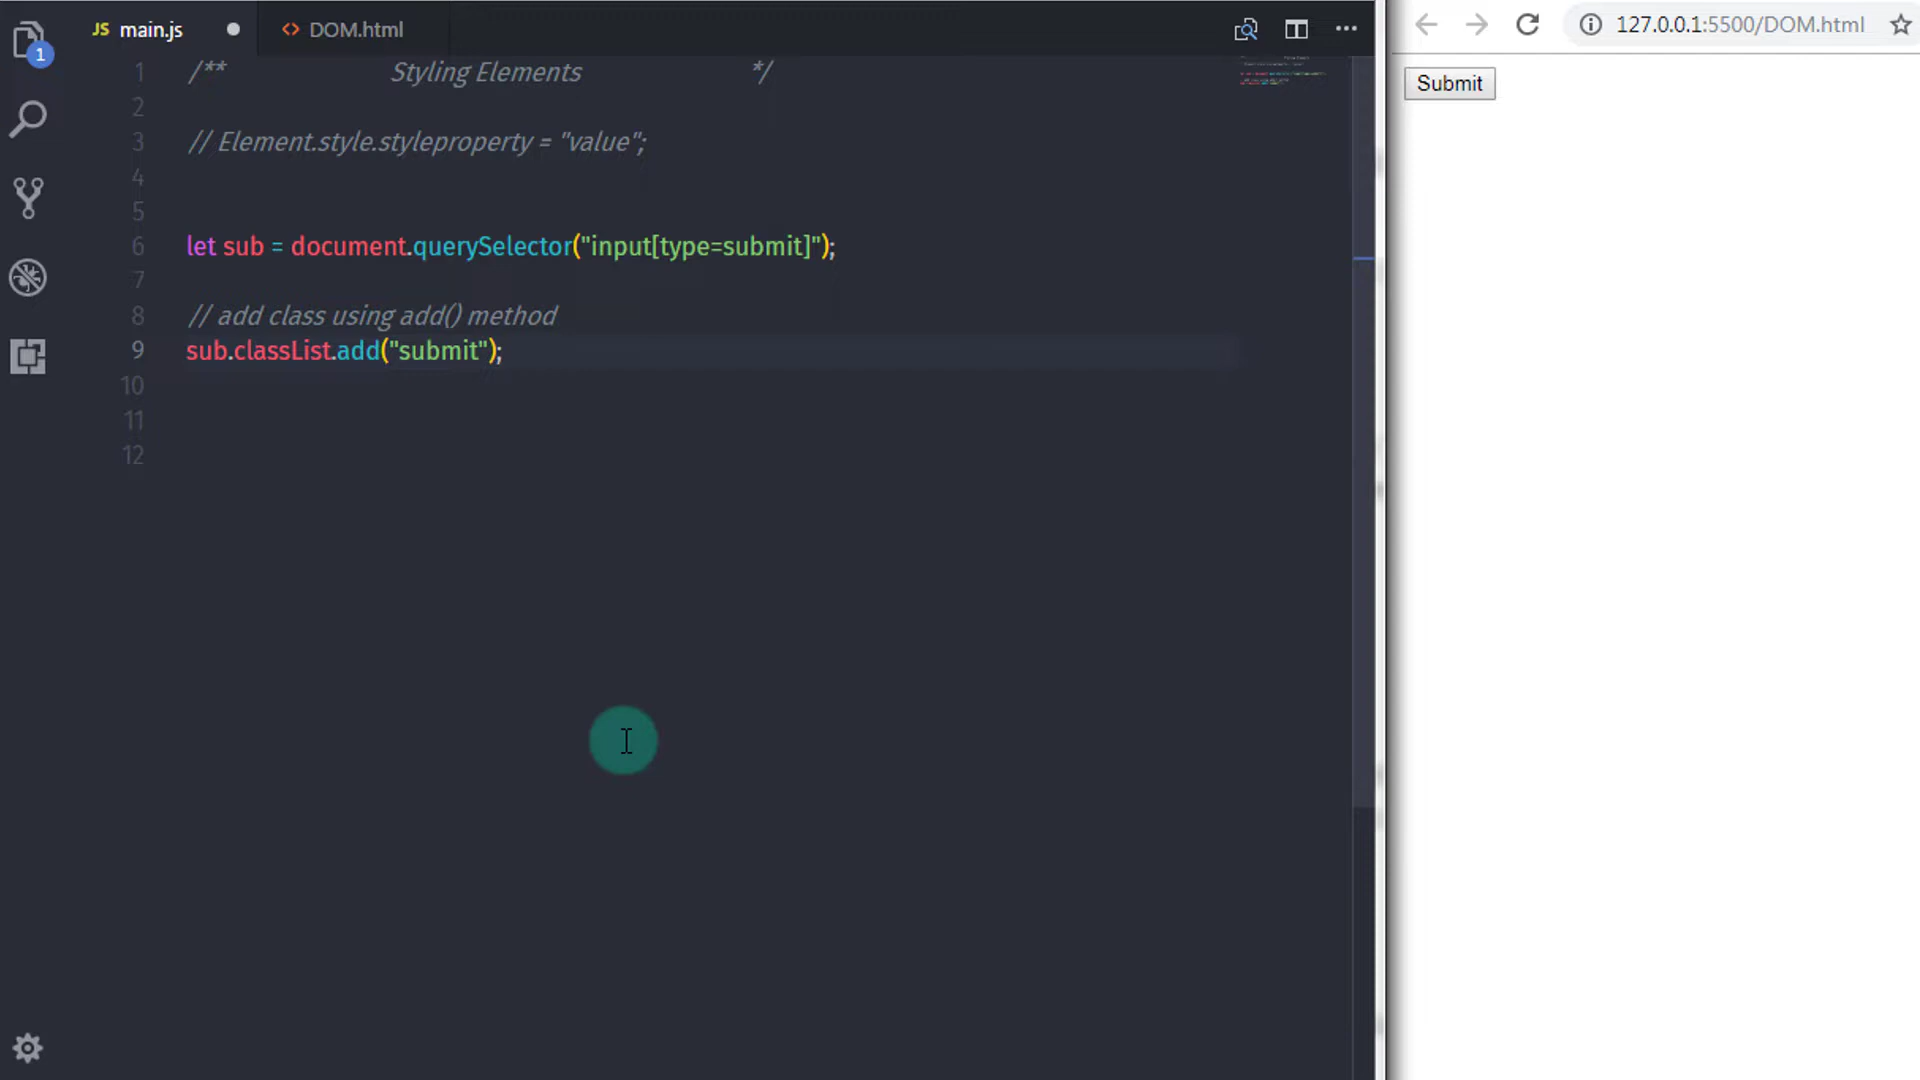 JS main.js
<> DOM.html
1
1 /** Styling Elements */
2
3 // Element.style.styleproperty = "value";
4
5
6 let sub = document.querySelector("input[type=submit]");
7
8 // add class using add() method
9 sub.classList.add("submit");
10
11
12
127.0.0.1:5500/DOM.html
Submit